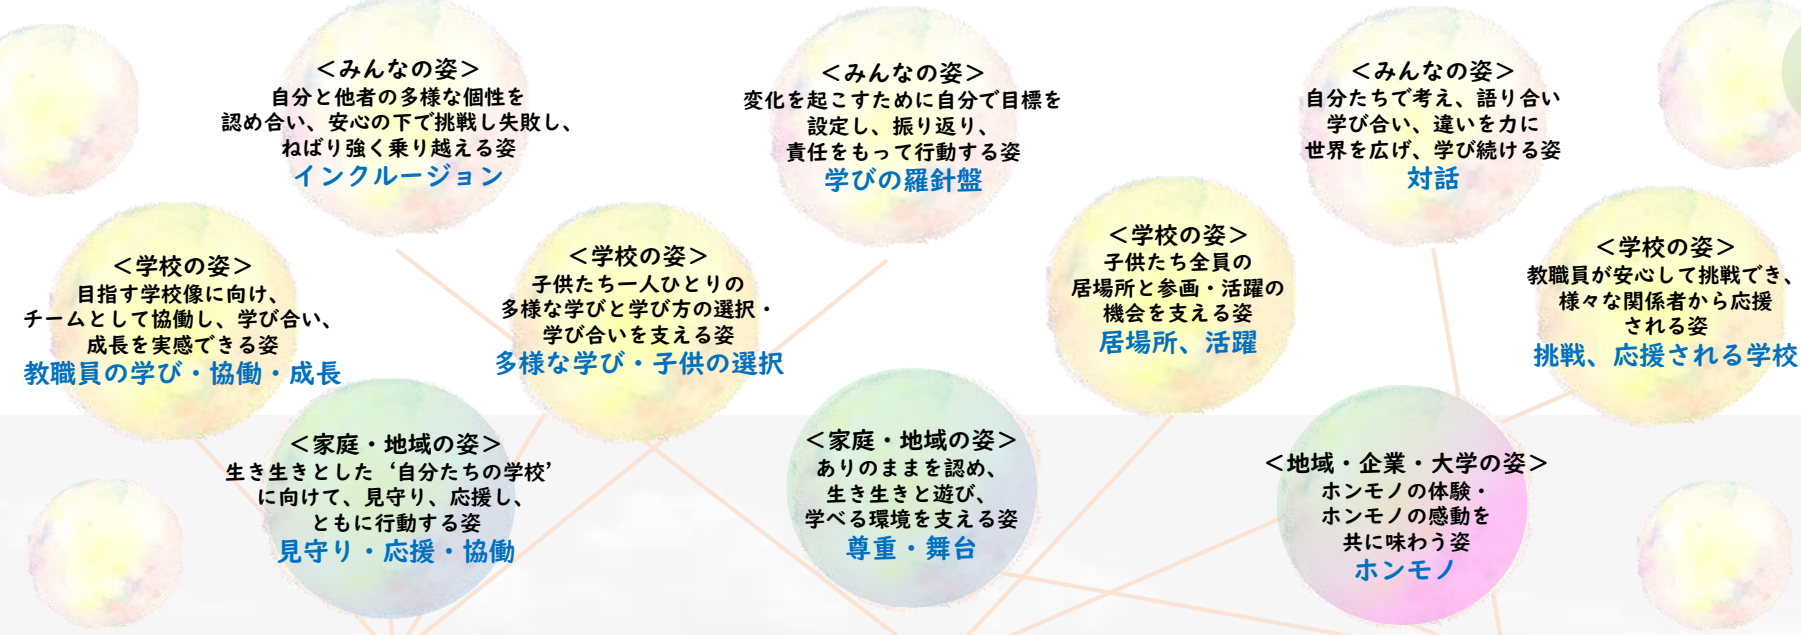 ＜みんなの姿＞
自分と他者の多様な個性を
認め合い、安心の下で挑戦し失敗し、
ねばり強く乗り越える姿
インクルージョン
＜みんなの姿＞
変化を起こすために自分で目標を
設定し、振り返り、
責任をもって行動する姿
学びの羅針盤
＜みんなの姿＞
自分たちで考え、語り合い
学び合い、違いを力に
世界を広げ、学び続ける姿
対話
＜学校の姿＞
目指す学校像に向け、
チームとして協働し、学び合い、
成長を実感できる姿
教職員の学び・協働・成長
＜学校の姿＞
子供たち一人ひとりの
多様な学びと学び方の選択・
学び合いを支える姿
多様な学び・子供の選択
＜学校の姿＞
子供たち全員の
居場所と参画・活躍の
機会を支える姿
居場所、活躍
＜学校の姿＞
教職員が安心して挑戦でき、
様々な関係者から応援
される姿
挑戦、応援される学校
＜家庭・地域の姿＞
生き生きとした‘自分たちの学校’
に向けて、見守り、応援し、
ともに行動する姿
見守り・応援・協働
＜家庭・地域の姿＞
ありのままを認め、
生き生きと遊び、
学べる環境を支える姿
尊重・舞台
＜地域・企業・大学の姿＞
ホンモノの体験・
ホンモノの感動を
共に味わう姿
ホンモノ